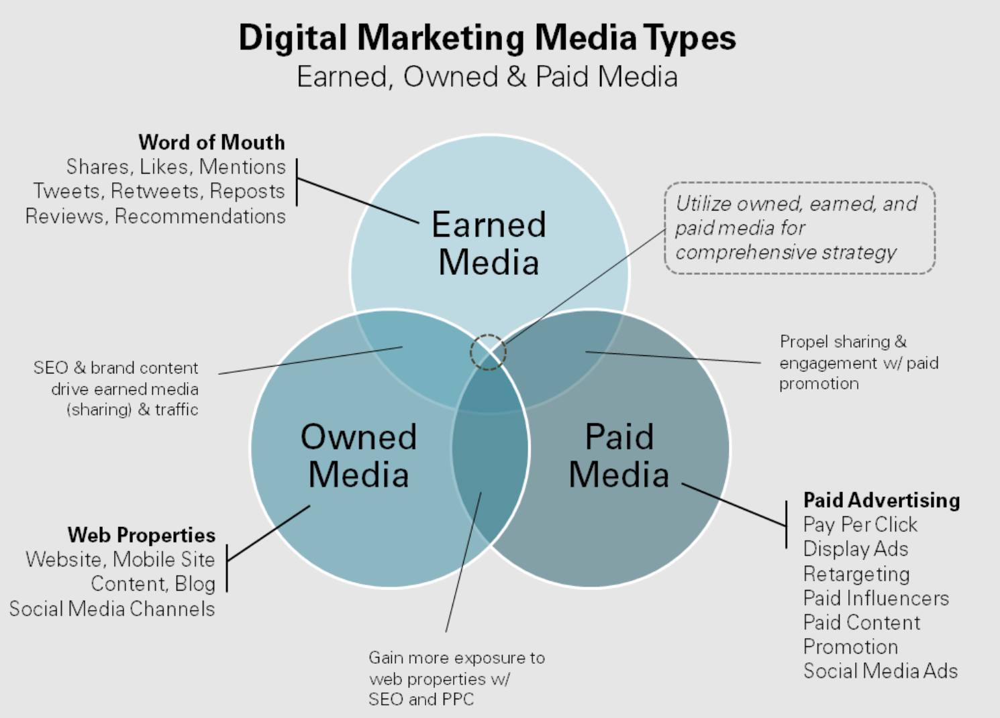 Digital Marketing Media Types
Earned, Owned & Paid Media
Word of Mouth
Shares, Likes, Mentions
Tweets, Retweets, Reposts
Reviews, Recommendations
Earned
Media
Utilize owned, earned, and
paid media for
comprehensive strategy
SEO & brand content
drive earned media
(sharing) & traffic
Propel sharing &
engagement w/ paid
promotion
Owned
Media
Paid
Media
Web Properties
Website, Mobile Site
Content, Blog
Social Media Channels
Paid Advertising
Pay Per Click
Display Ads
Retargeting
Paid Influencers
Paid Content
Promotion
Social Media Ads
Gain more exposure to
web properties w/
SEO and PPC